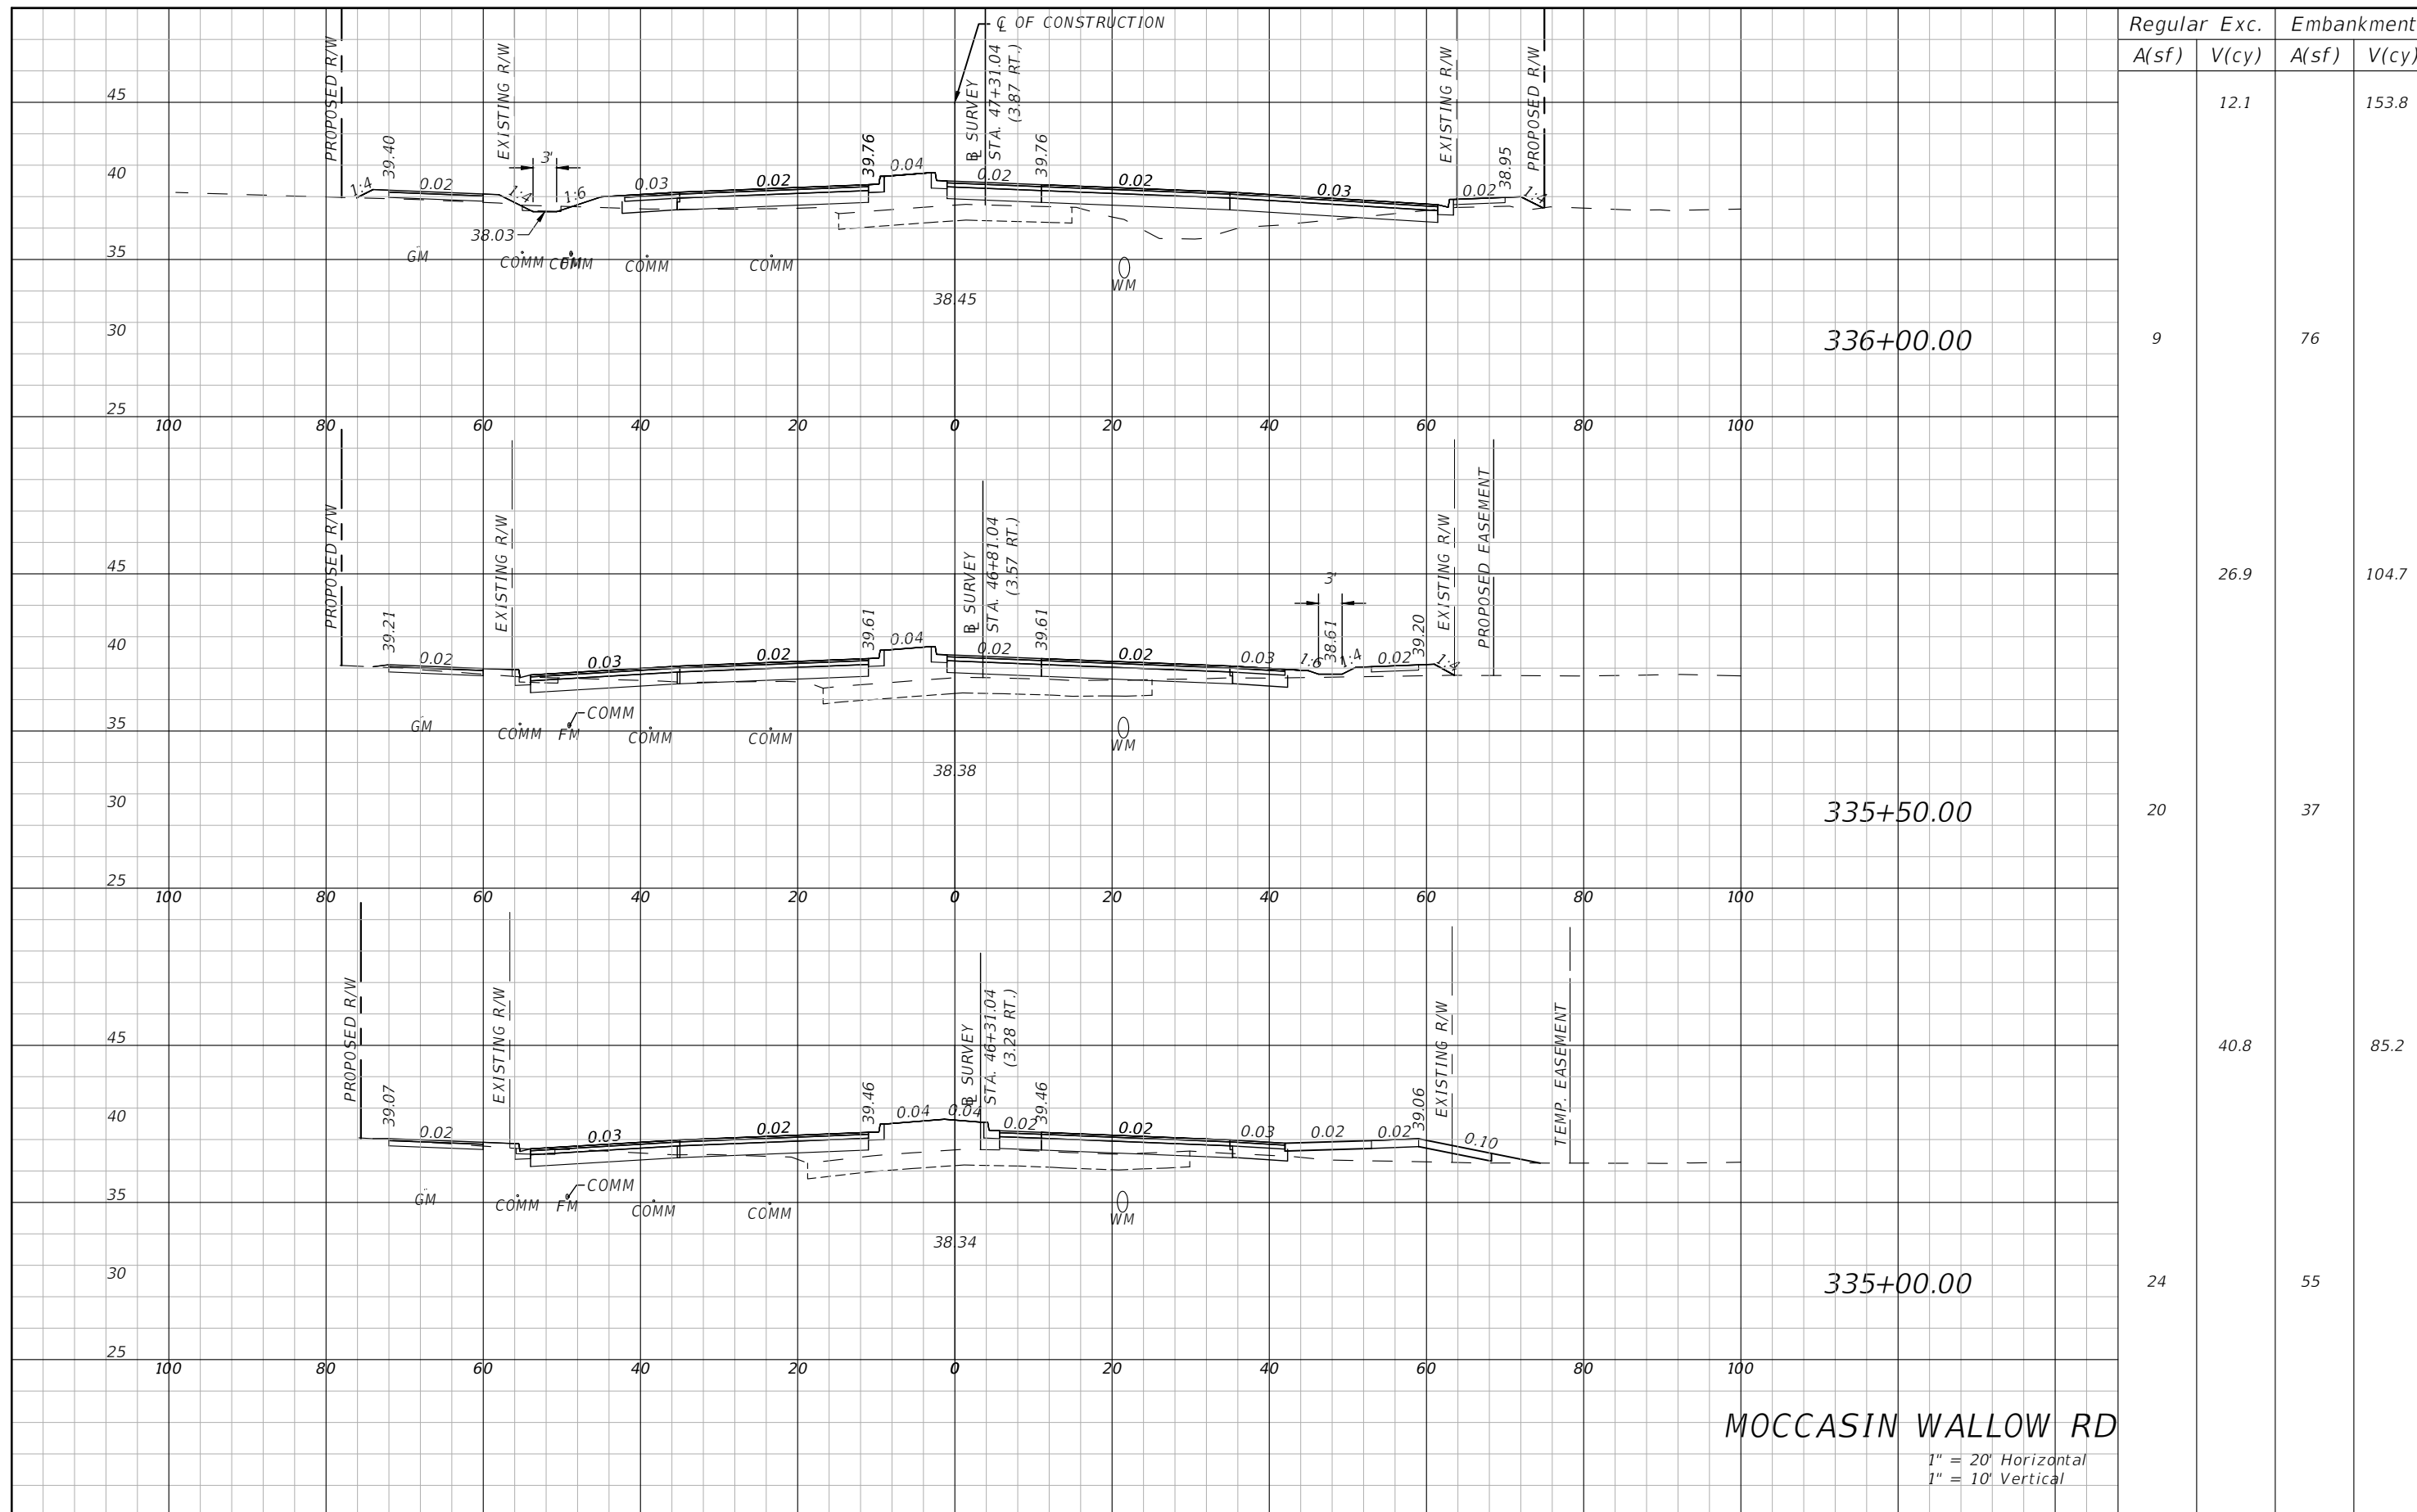 Regular Exc. Embankment
A(sf) V(cy) A(sf) V(cy)
℄ OF CONSTRUCTION
PROPOSED R/W
EXISTING R/W
℄ SURVEY
STA. 47+31.04
(3.87 RT.)
EXISTING R/W
PROPOSED R/W
45
12.1 153.8
39.40 3' 39.76 39.76 38.95
40 1:4 0.02 1:4 1:6 0.03 0.02 0.04 0.02 0.02 0.03 0.02 1:4
38.03
35 GM COMM COMM FM COMM COMM WM
38.45
30 336+00.00 9 76
25
100 80 60 40 20 0 20 40 60 80 100
PROPOSED R/W
EXISTING R/W
BL SURVEY
STA. 46+81.04
(3.57 RT.)
EXISTING R/W
PROPOSED EASEMENT
45
26.9 104.7
39.21 39.61 39.61 3' 38.61 39.20
40 0.02 0.03 0.02 0.04 0.02 0.02 0.03 1:6 1:4 0.02 1:4
35 GM COMM FM COMM COMM COMM WM
38.38
30 335+50.00 20 37
25
100 80 60 40 20 0 20 40 60 80 100
PROPOSED R/W
EXISTING R/W
BL SURVEY
STA. 46+31.04
(3.28 RT.)
EXISTING R/W
TEMP. EASEMENT
45
40.8 85.2
39.07 39.46 39.46 39.06
40 0.02 0.03 0.02 0.04 0.04 0.02 0.02 0.03 0.02 0.02 0.10
35 GM COMM FM COMM COMM COMM WM
38.34
30 335+00.00 24 55
25
100 80 60 40 20 0 20 40 60 80 100
MOCCASIN WALLOW RD
1" = 20' Horizontal
1" = 10' Vertical